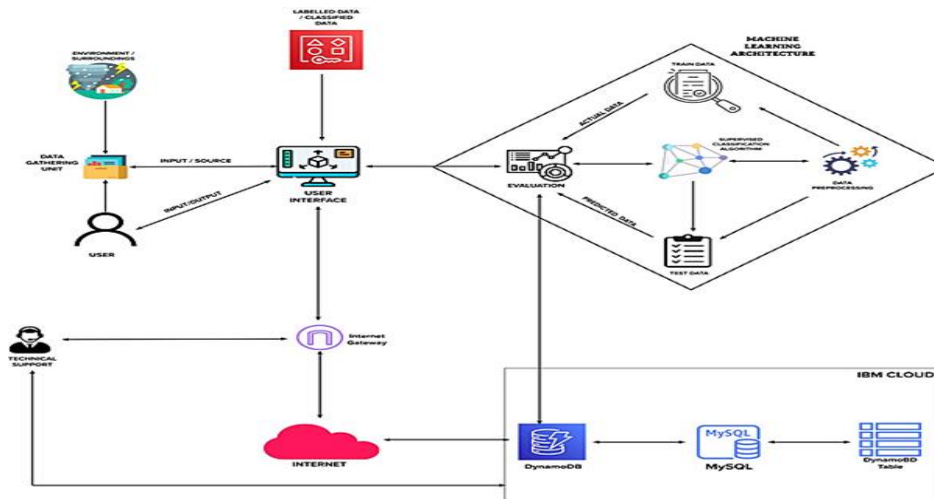 LABELLED DATA
/ CLASSIFIED
DATA
MACHINE
LEARNING
ARCHITECTURE
ENVIRONMENT /
SURROUNDINGS
TRAIN DATA
ACTUAL DATA
DATA
GATHERING
UNIT
INPUT / SOURCE
SUPERVISED
CLASSIFICATION
ALGORITHM
USER
INTERFACE
EVALUATION
DATA
PREPROCESSING
INPUT/OUTPUT
PREDICTED DATA
USER
TEST DATA
Internet
Gateway
TECHNICAL
SUPPORT
IBM CLOUD
MySQL
INTERNET
DynamoDB
MySQL
DynamoBD
Table